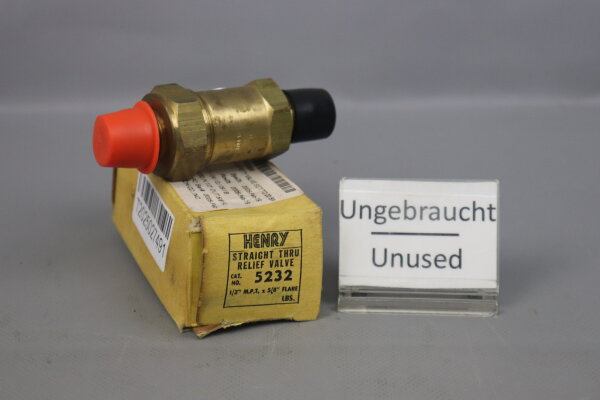 HENRY
STRAIGHT THRU
RELIEF VALVE
CAT. NO. 5232
1/2" M.P.T. x 5/8" FLARE
LBS.
Ungebraucht
Unused